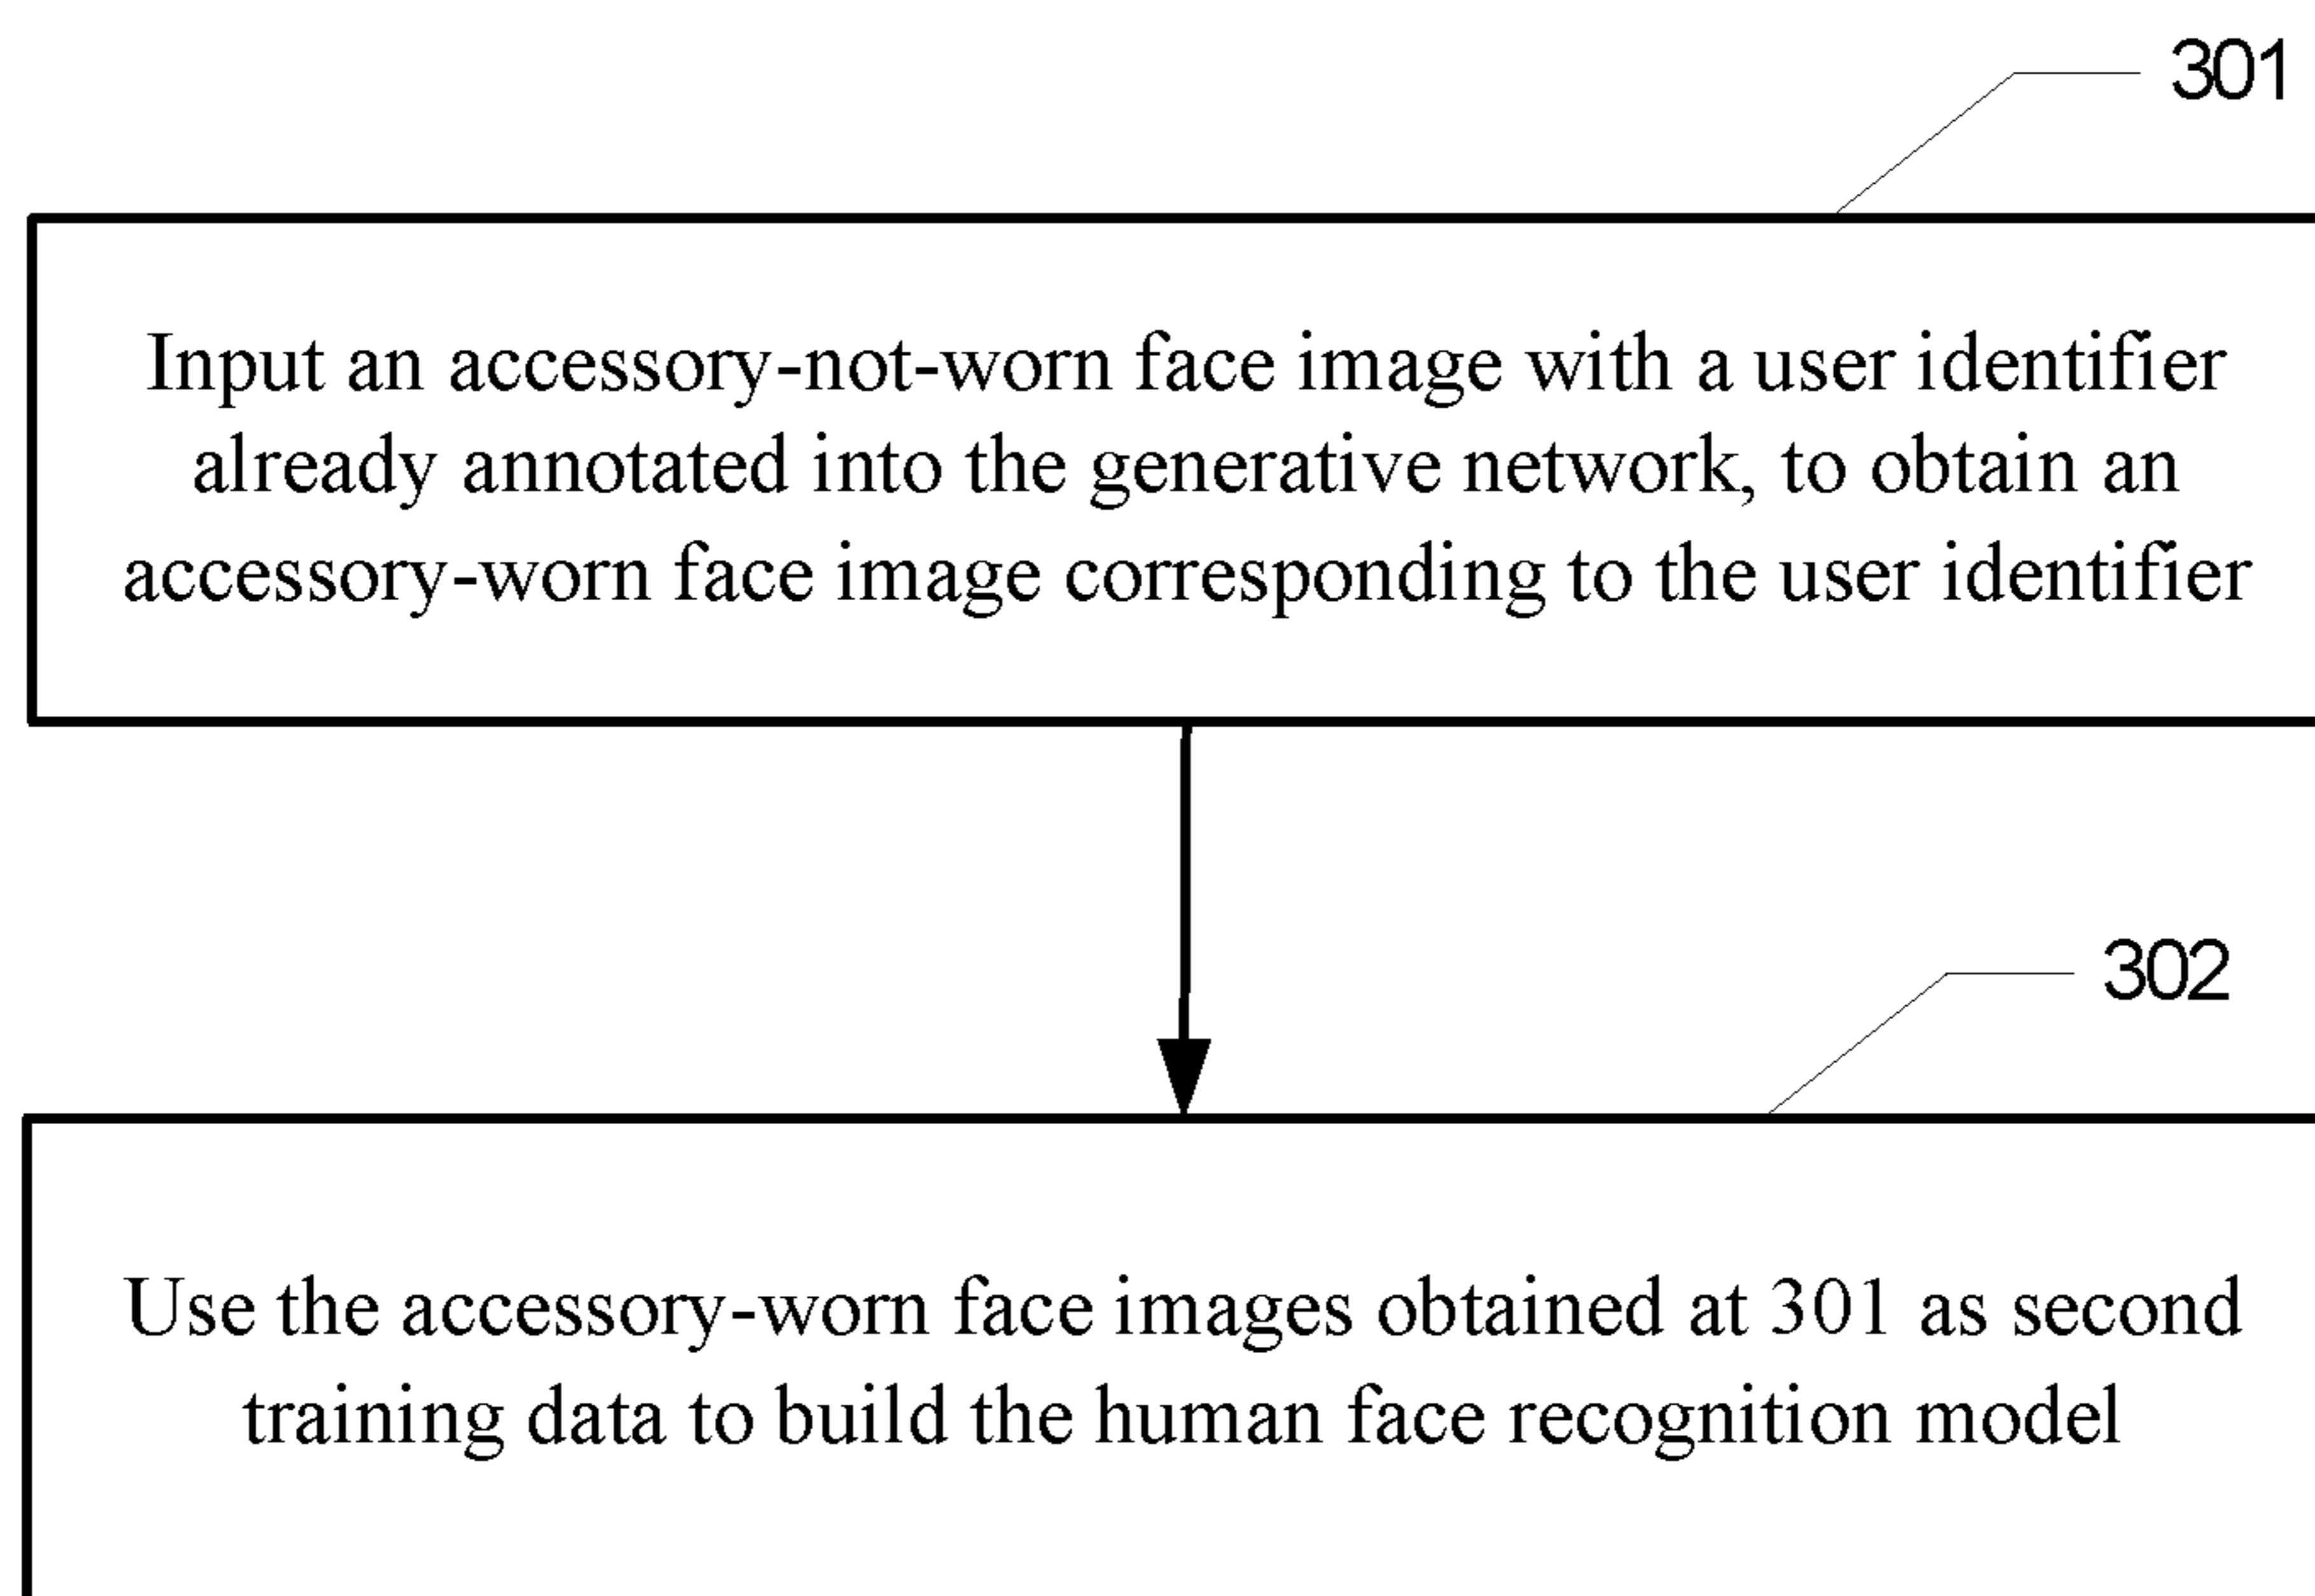 301
Input an accessory-not-worn face image with a user identifier
already annotated into the generative network, to obtain an
accessory-worn face image corresponding to the user identifier
302
Use the accessory-worn face images obtained at 301 as second
training data to build the human face recognition model